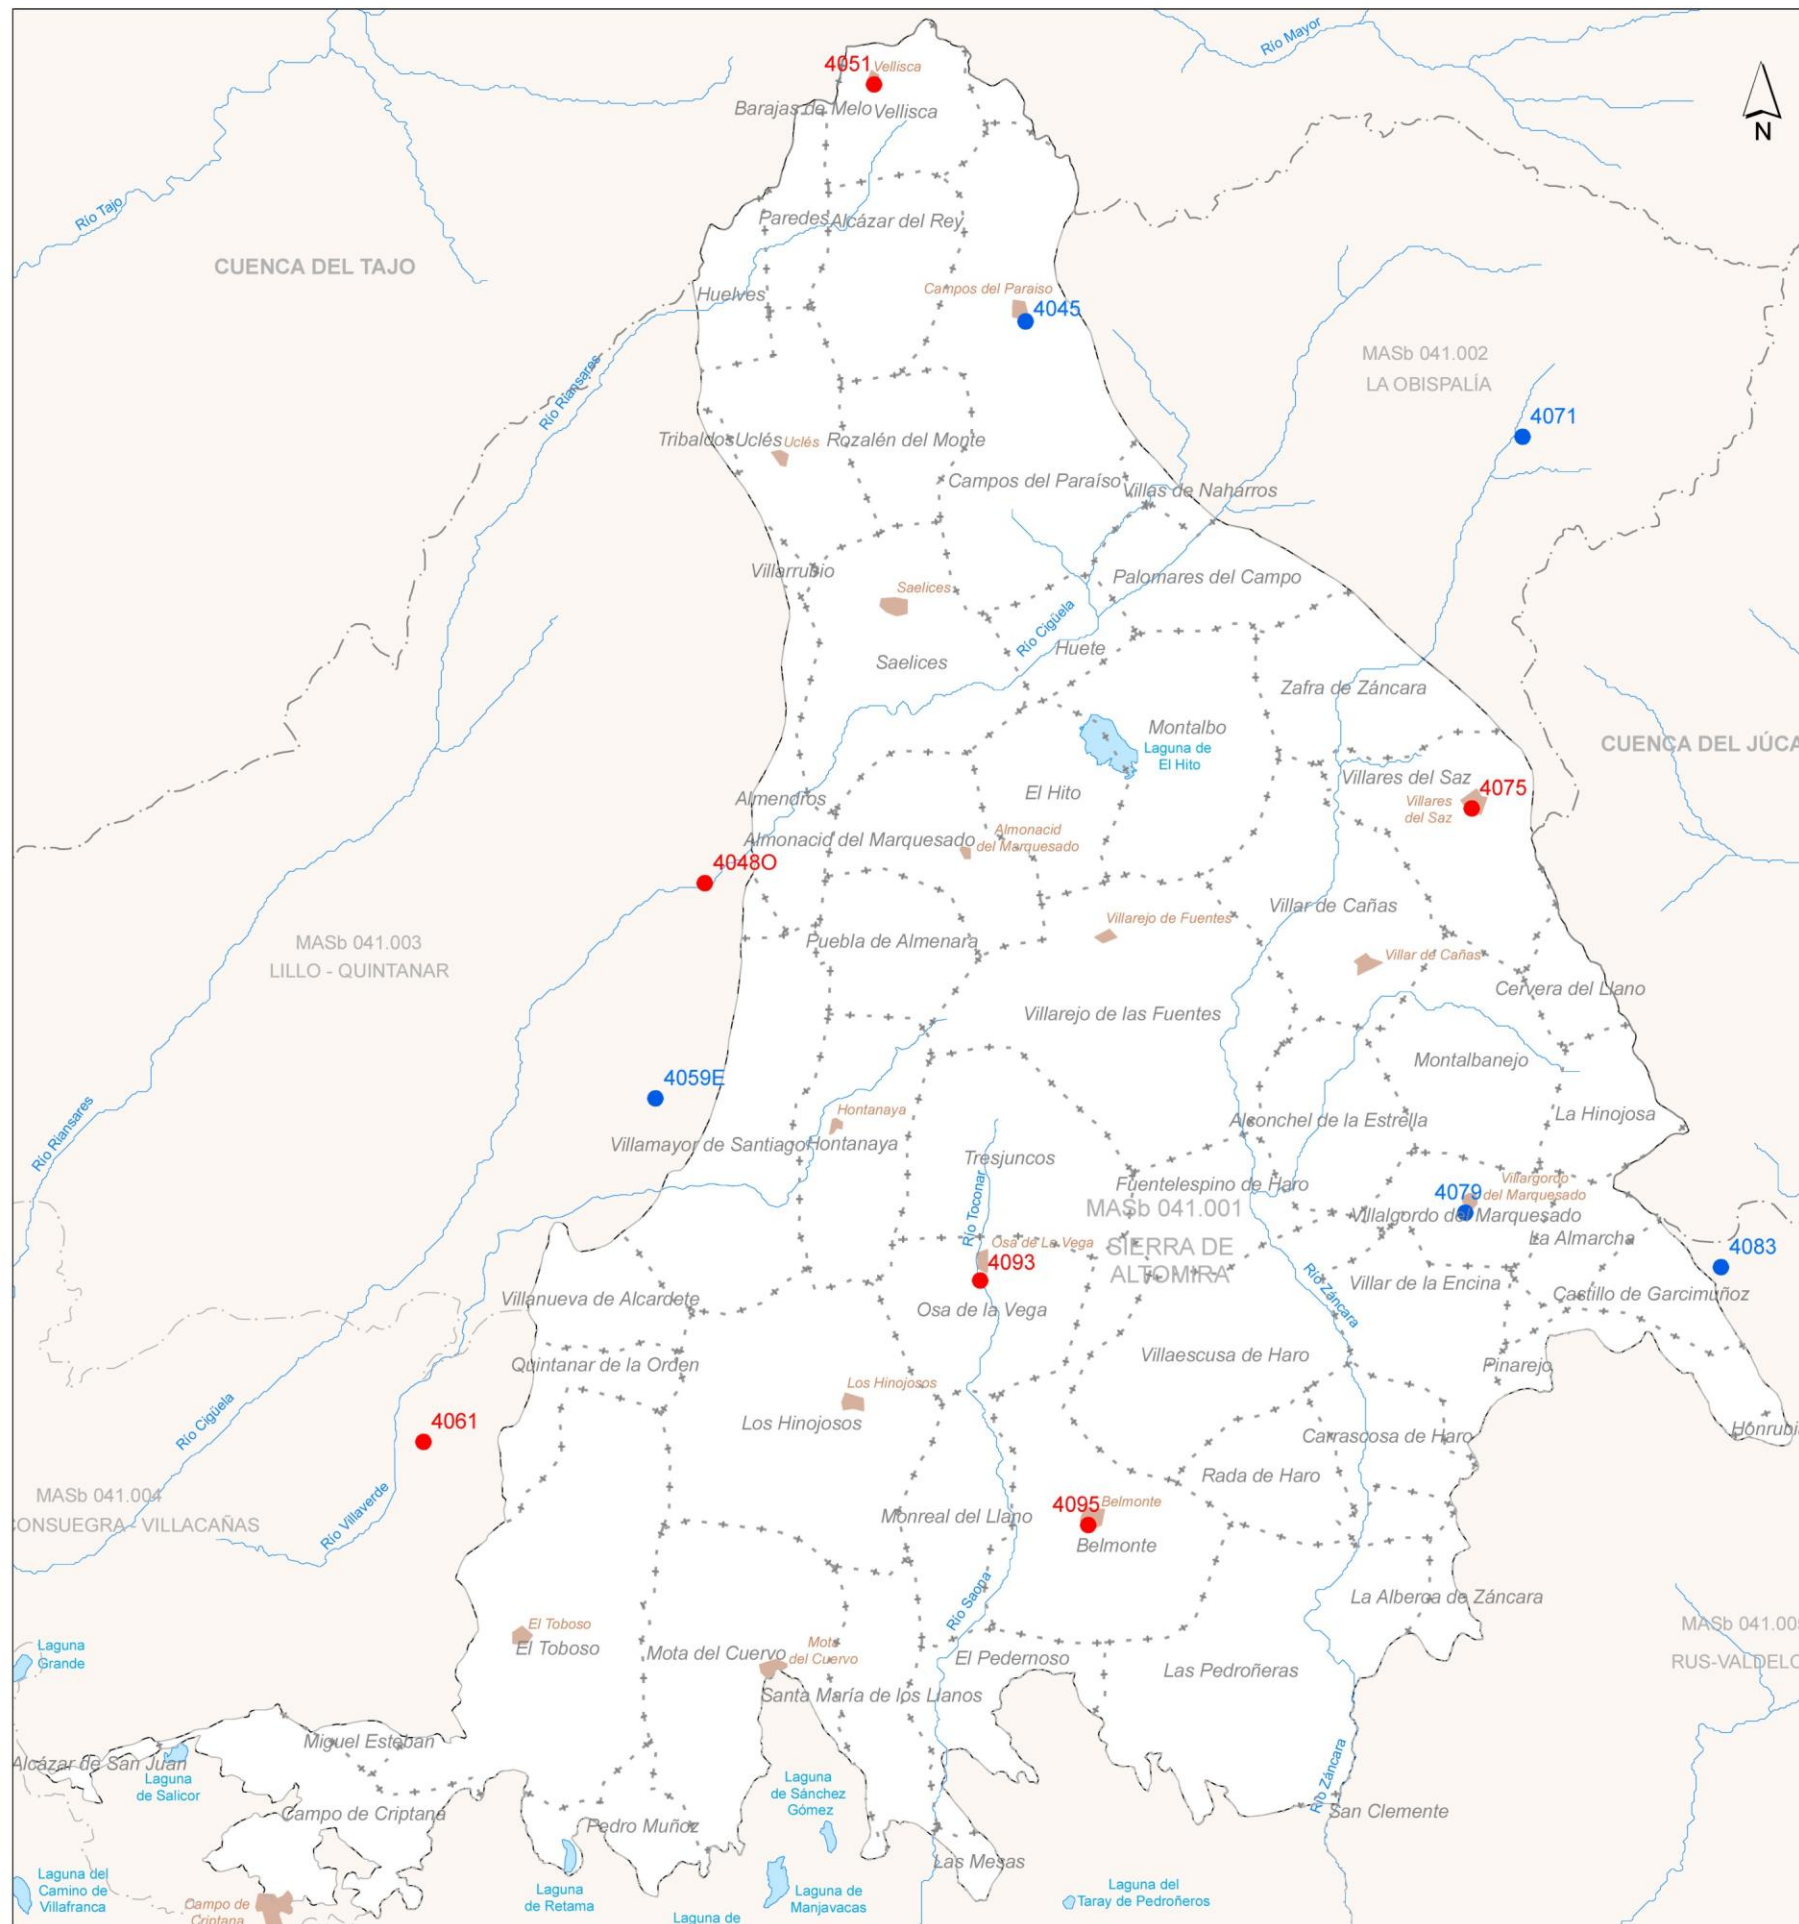 Río Mayor
4051
Vellisca
Barajas de Melo
Vellisca
N
Río Tajo
Paredes
Alcázar del Rey
CUENCA DEL TAJO
Huelves
Campos del Paraiso
4045
MASb 041.002
LA OBISPALÍA
Río Riansares
4071
Tribaldos
Uclés
Uclés
Rozalén del Monte
Campos del Paraíso
Villas de Naharros
Villarrubio
Palomares del Campo
Saelices
Río Cigüela
Huete
Saelices
Zafra de Záncara
Montalbo
Laguna de
El Hito
CUENCA DEL JÚCA
Villares del Saz
4075
El Hito
Almendros
Villares
del Saz
Almonacid
del Marquesado
Almonacid del Marquesado
4048O
Villar de Cañas
Villarejo de Fuentes
MASb 041.003
LILLO - QUINTANAR
Puebla de Almenara
Villar de Cañas
Cervera del Llano
Villarejo de las Fuentes
Montalbanejo
4059E
Hontanaya
Alconchel de la Estrella
La Hinojosa
Río Riansares
Villamayor de Santiago
Hontanaya
Tresjuncos
Fuentelespino de Haro
4079
Villargordo
del Marquesado
MASb 041.001
Villalgordo del Marquesado
Río Toconar
Osa de La Vega
SIERRA DE
ALTOMIRA
La Almarcha
4083
4093
Villar de la Encina
Castillo de Garcimuñoz
Río Záncara
Villanueva de Alcardete
Osa de la Vega
Villaescusa de Haro
Quintanar de la Orden
Pinarejo
Los Hinojosos
Los Hinojosos
4061
Río Cigüela
Carrascosa de Haro
Honrubia
Rada de Haro
MASb 041.004
CONSUEGRA - VILLACAÑAS
4095
Belmonte
Monreal del Llano
Río Villaverde
Belmonte
Río Saona
La Alberca de Záncara
El Toboso
El Toboso
Mota
del Cuervo
Mota del Cuervo
MASb 041.005
RUS-VALDELO
Laguna
Grande
El Pedernoso
Las Pedroñeras
Santa María de los Llanos
Miguel Esteban
Alcázar de San Juan
Laguna
de Salicor
Laguna
de Sánchez
Gómez
Río Záncara
San Clemente
Campo de Criptana
Pedro Muñoz
Las Mesas
Laguna del
Camino de
Villafranca
Campo de
Criptana
Laguna
de Retama
Laguna de
Manjavacas
Laguna del
Taray de Pedroñeros
Laguna de